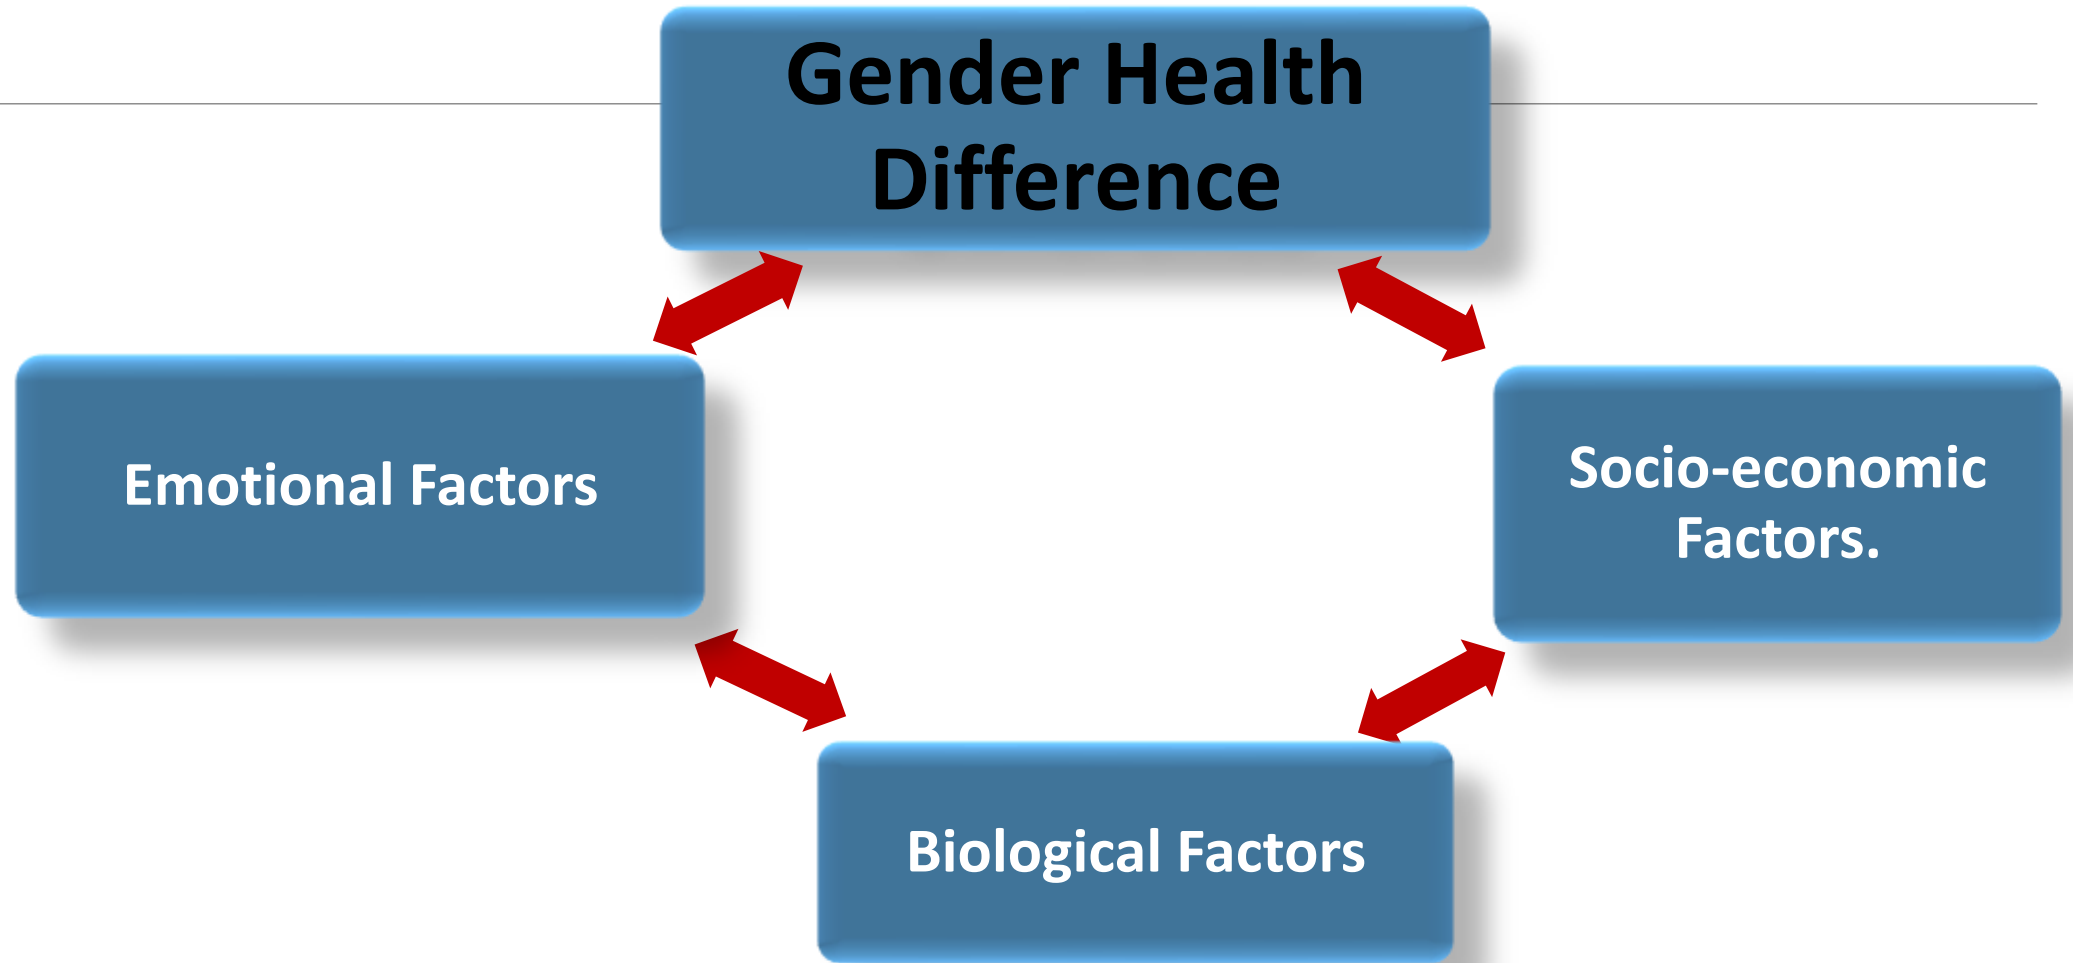 Gender Health
Difference
Emotional Factors
Socio-economic
Factors.
Biological Factors